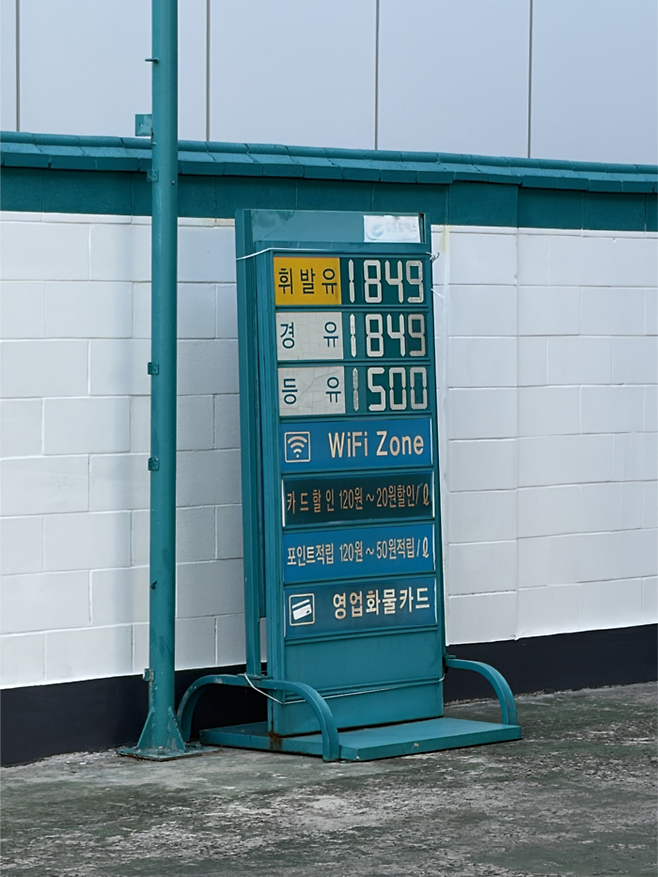 휘발유 1849
경유 1849
등유 1500
WiFi Zone
카드할인 120원~20원할인/ℓ
포인트적립 120원~50원적립/ℓ
영업화물카드